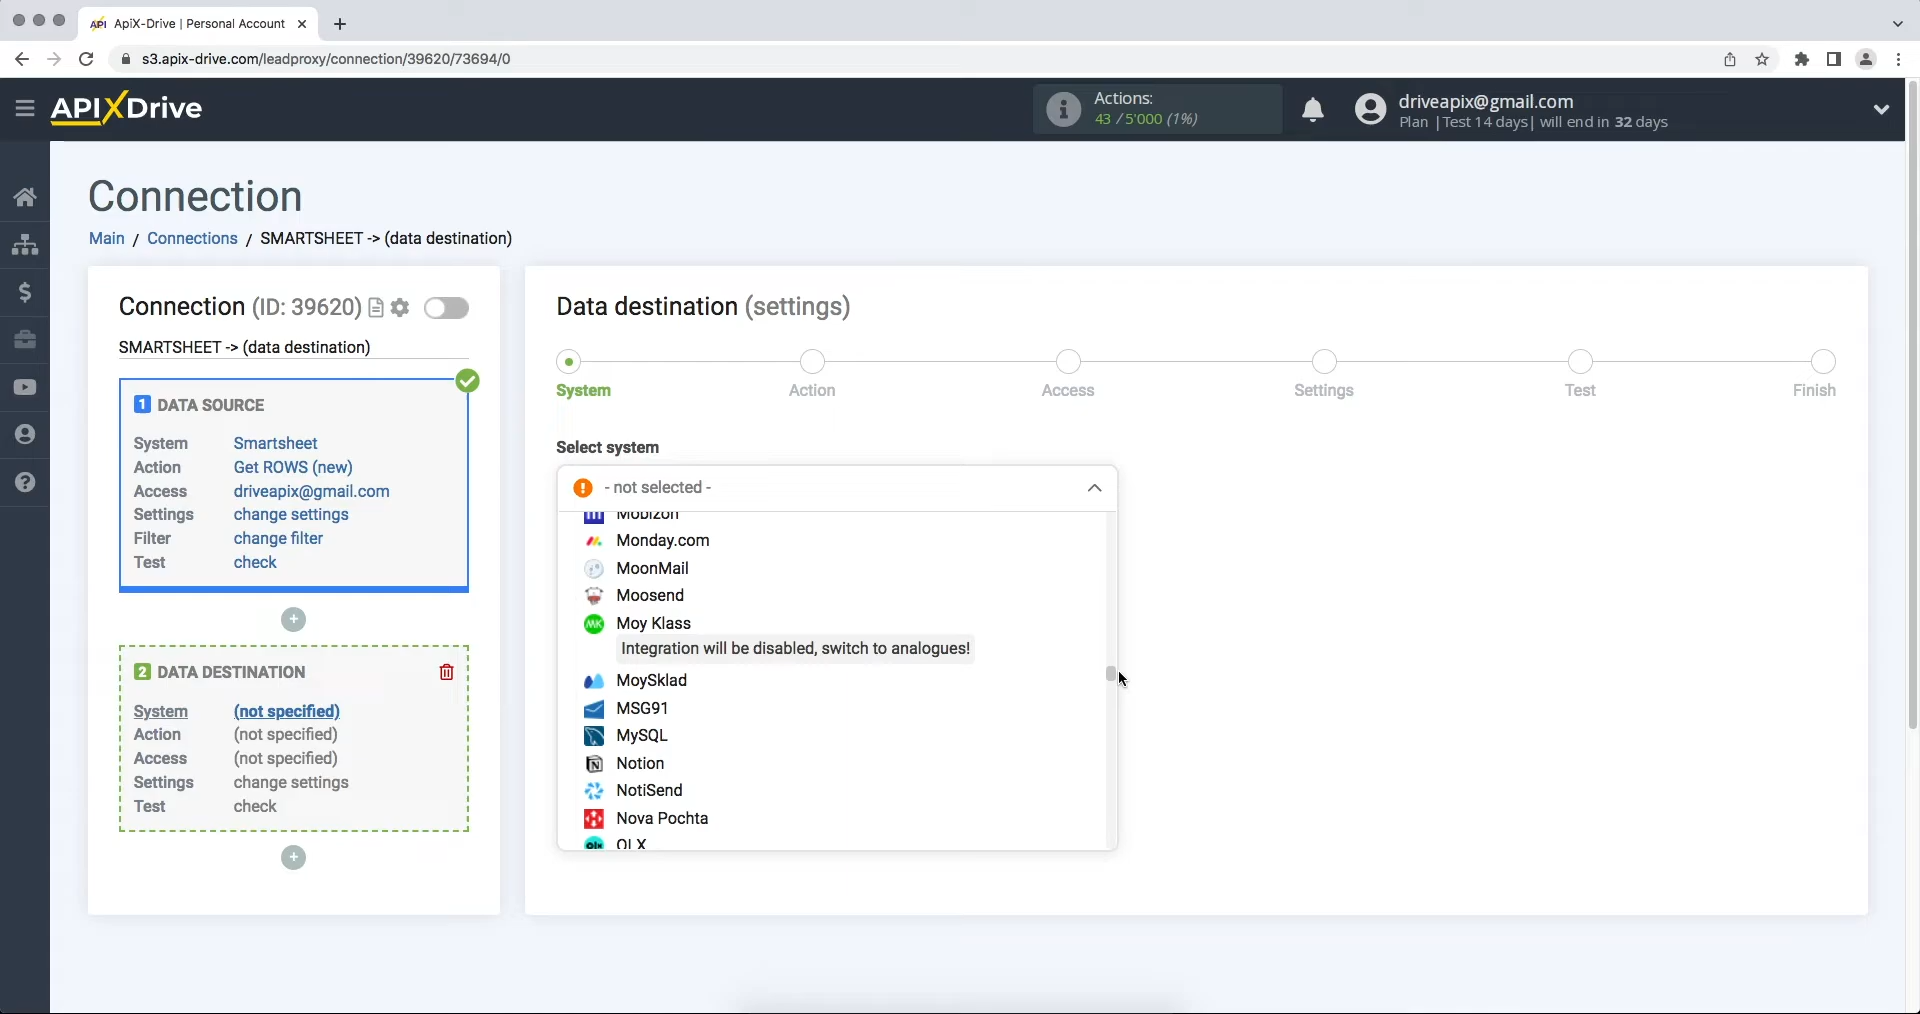 API ApiX-Drive | Personal Account
s3.apix-drive.com/leadproxy/connection/39620/73694/0
APIXDrive
Actions:
43 / 5'000 (1%)
driveapix@gmail.com
Plan |Test 14 days| will end in 32 days
Connection
Main / Connections / SMARTSHEET -> (data destination)
Connection (ID: 39620)
SMARTSHEET -> (data destination)
1 DATA SOURCE
System Smartsheet
Action Get ROWS (new)
Access driveapix@gmail.com
Settings change settings
Filter change filter
Test check
2 DATA DESTINATION
System (not specified)
Action (not specified)
Access (not specified)
Settings change settings
Test check
Data destination (settings)
System Action Access Settings Test Finish
Select system
- not selected -
Mobizon
Monday.com
MoonMail
Moosend
MK Moy Klass
Integration will be disabled, switch to analogues!
MoySklad
MSG91
MySQL
Notion
NotiSend
Nova Pochta
olx OLX